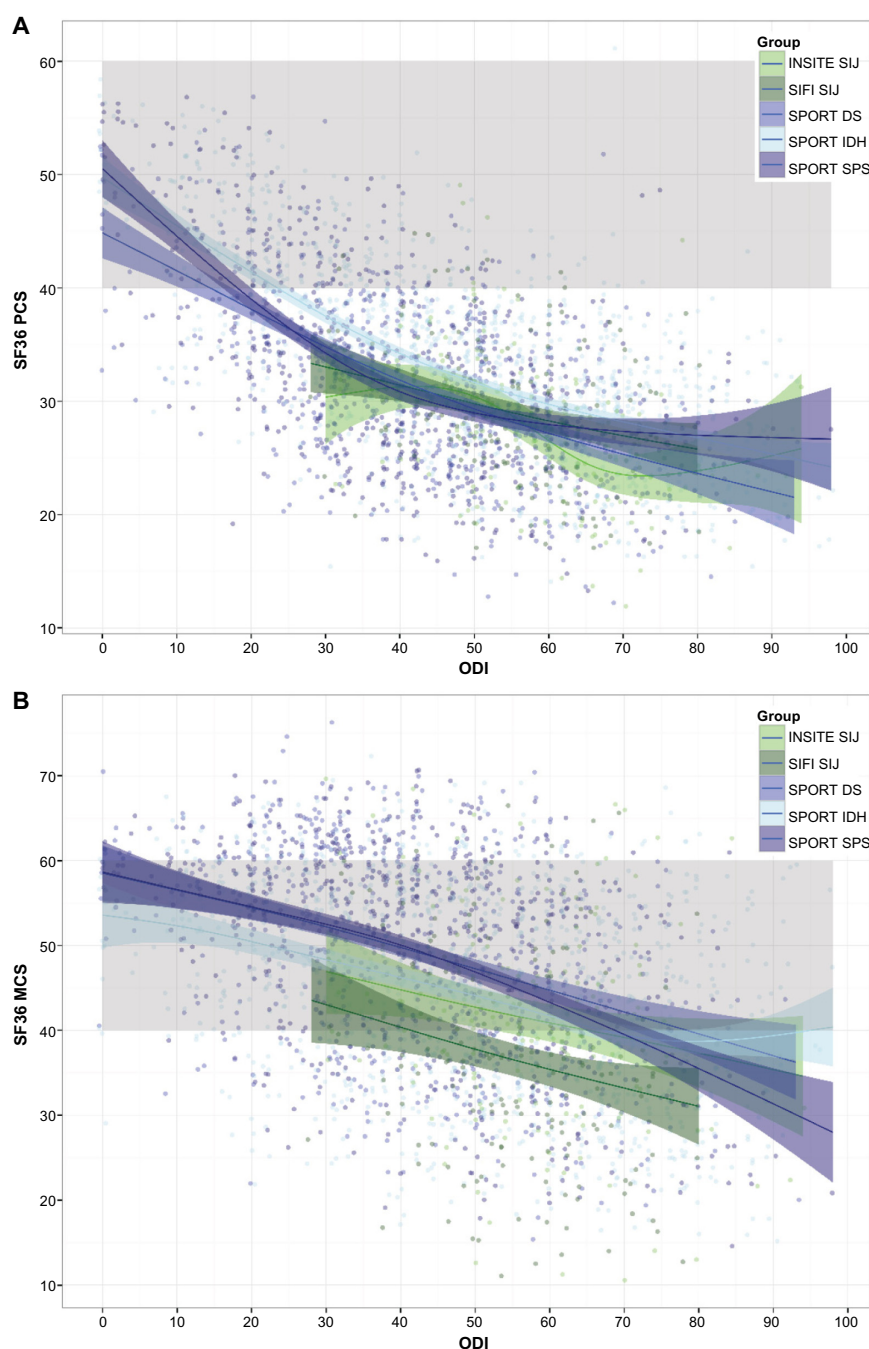 A
60
50
40
30
20
10
SF36 PCS
0 10 20 30 40 50 60 70 80 90 100
ODI
Group
INSITE SIJ
SIFI SIJ
SPORT DS
SPORT IDH
SPORT SPS
B
70
60
50
40
30
20
10
SF36 MCS
0 10 20 30 40 50 60 70 80 90 100
ODI
Group
INSITE SIJ
SIFI SIJ
SPORT DS
SPORT IDH
SPORT SPS